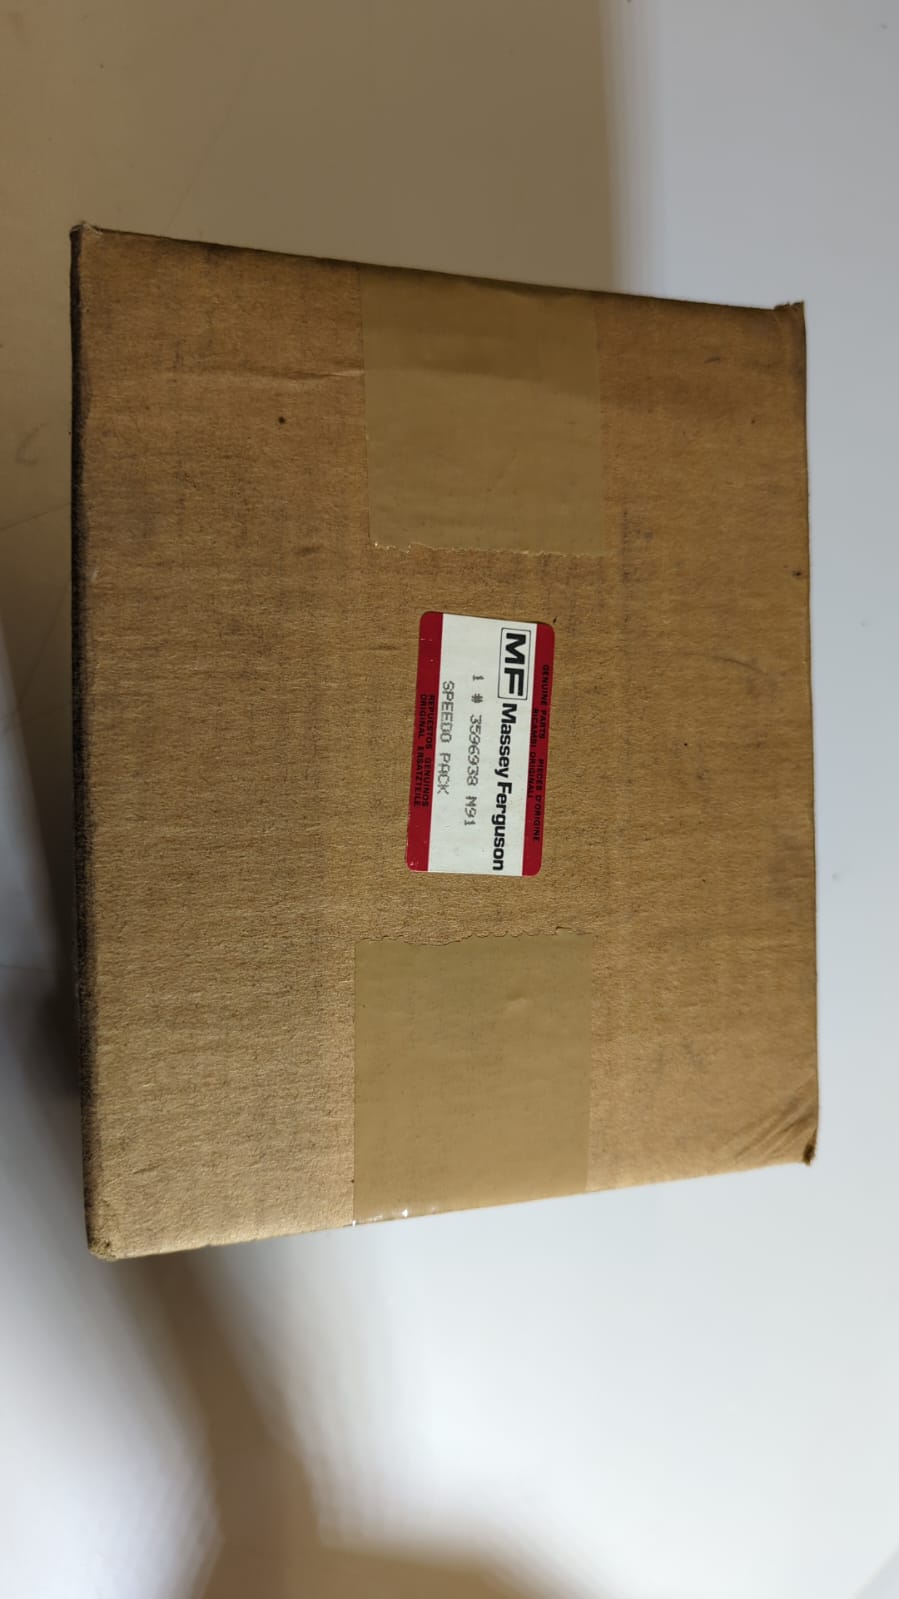 GENUINE PARTS PIECES D'ORIGINE
RICAMBI ORIGINALI
MF Massey Ferguson
1 # 3596938 M91
SPEEDO PACK
REPUESTOS GENUINOS
ORIGINAL ERSATZTEILE